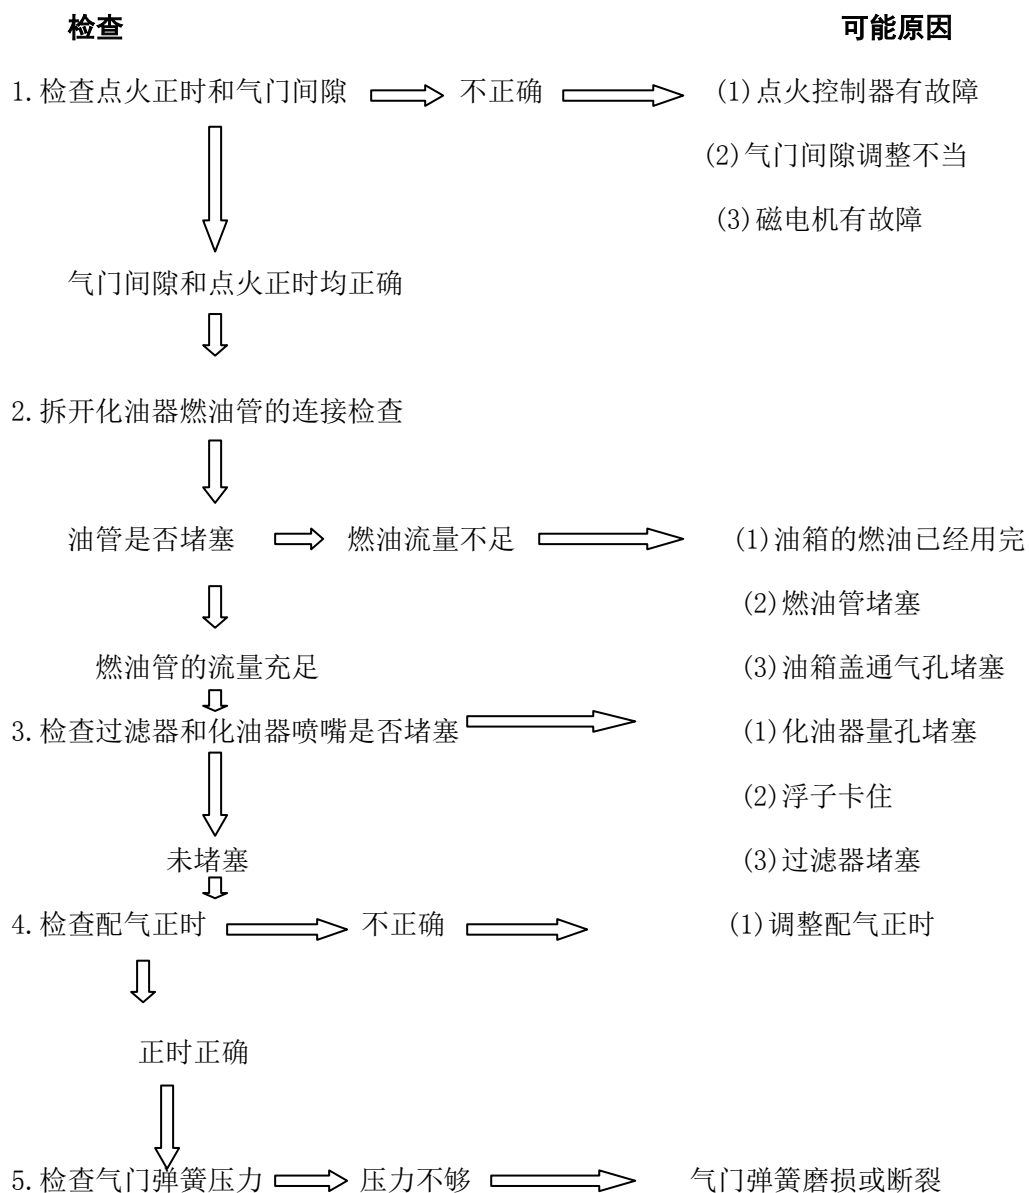 检查 可能原因
1.检查点火正时和气门间隙 不正确 (1)点火控制器有故障
(2)气门间隙调整不当
(3)磁电机有故障
气门间隙和点火正时均正确
2.拆开化油器燃油管的连接检查
油管是否堵塞 燃油流量不足 (1)油箱的燃油已经用完
(2)燃油管堵塞
燃油管的流量充足 (3)油箱盖通气孔堵塞
3.检查过滤器和化油器喷嘴是否堵塞 (1)化油器量孔堵塞
(2)浮子卡住
未堵塞 (3)过滤器堵塞
4.检查配气正时 不正确 (1)调整配气正时
正时正确
5.检查气门弹簧压力 压力不够 气门弹簧磨损或断裂